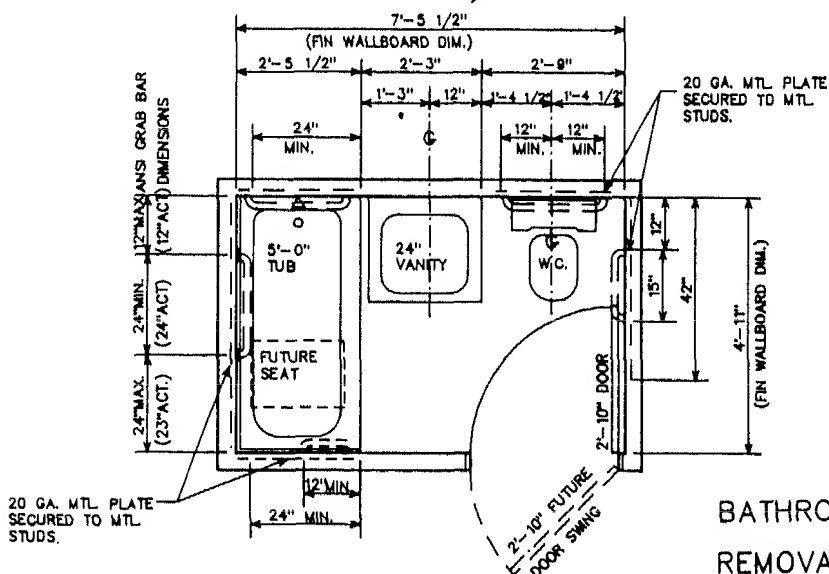 7'-5 1/2"
(FIN WALLBOARD DIM.)
2'-5 1/2"
2'-3"
2'-9"
1'-3"
12"
1'-4 1/2"
1'-4 1/2"
20 GA. MTL PLATE
SECURED TO MTL
STUDS.
24"
MIN.
12"
MIN.
12"
MIN.
ANSI GRAB BAR
DIMENSIONS
12"MAX
(12"ACT)
24"MIN.
(24"ACT)
24"MAX.
(23"ACT.)
5'-0"
TUB
24"
VANITY
W.C.
12"
15"
42"
4'-11"
(FIN WALLBOARD DIM.)
FUTURE
SEAT
2'-10" DOOR
2'-10" FUTURE
DOOR SWING
12"MIN
24" MIN.
20 GA. MTL PLATE
SECURED TO MTL
STUDS.
BATHRO
REMOVA